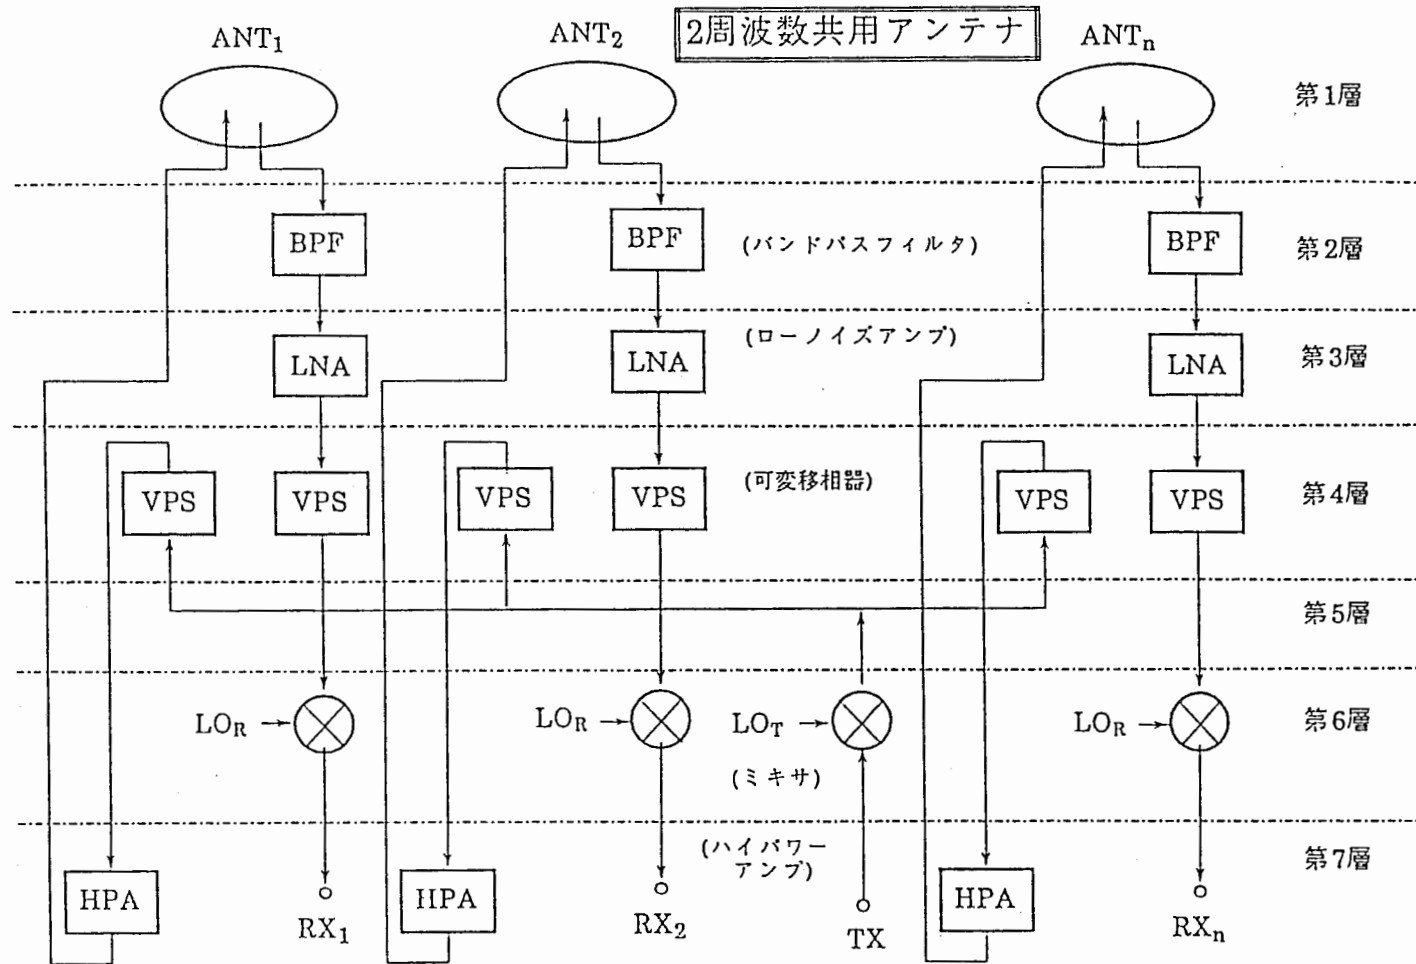 2周波数共用アンテナ
ANT1 ANT2 ANTn
第1層
BPF BPF (バンドパスフィルタ) BPF 第2層
(ローノイズアンプ)
LNA LNA LNA 第3層
VPS VPS VPS VPS (可変移相器) VPS VPS 第4層
第5層
LOR LOR LOT LOR 第6層
(ミキサ)
(ハイパワー
アンプ)
第7層
HPA HPA HPA
RX1 RX2 TX RXn